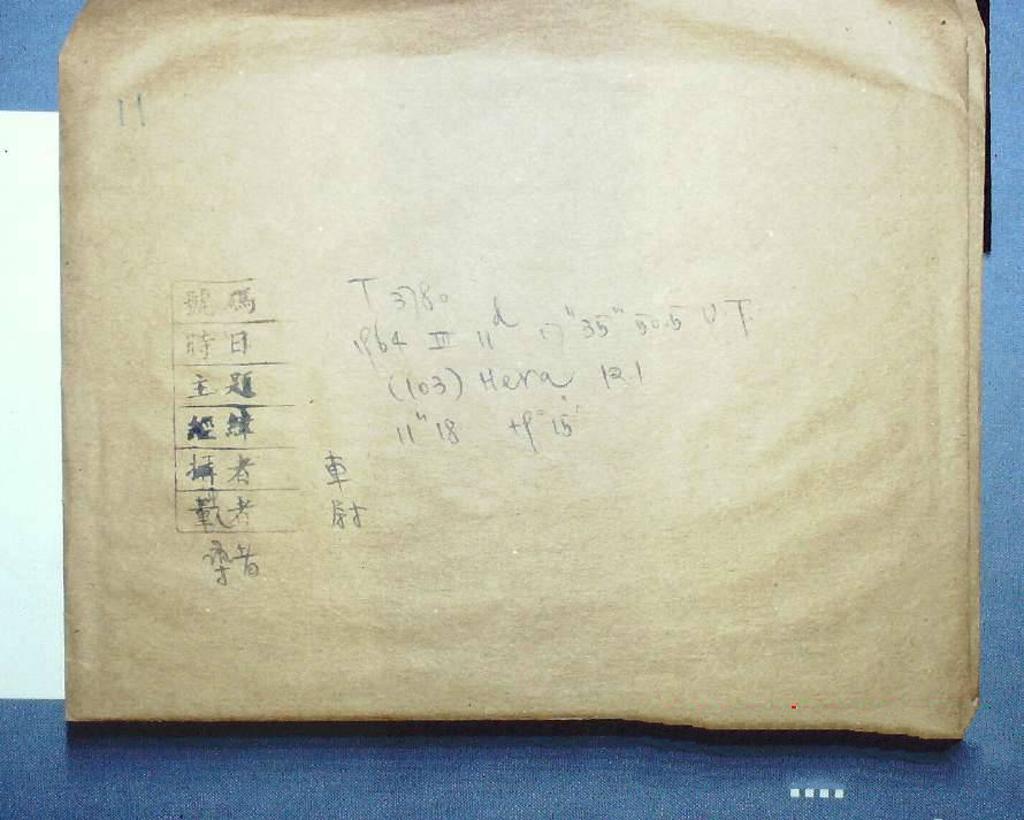 11
號碼 T 3780
時日 1964 III 11d 17h 35m 50.5 U T.
主題 (103) Hera 12.1
經緯 11h 18 +9° 15'
攝者 車
觀者 尉